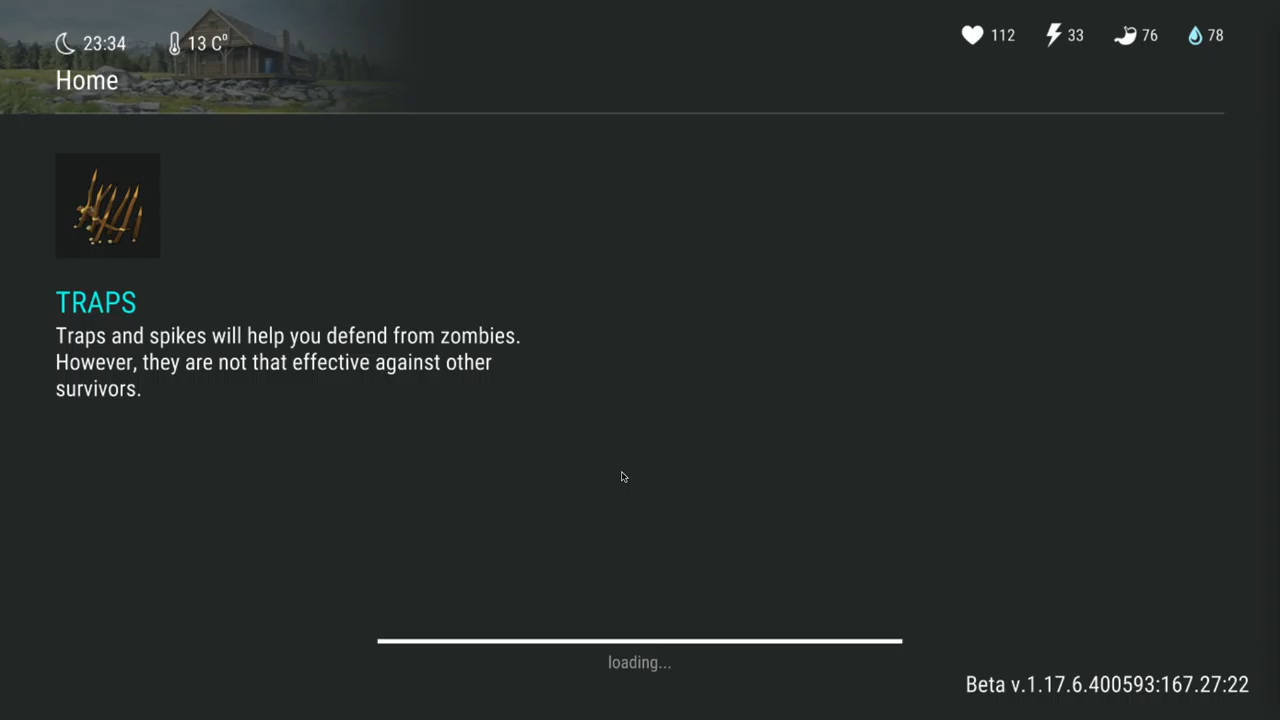 23:34 13 C°
112 33 76 78
Home
TRAPS
Traps and spikes will help you defend from zombies.
However, they are not that effective against other
survivors.
loading...
Beta v.1.17.6.400593:167.27:22